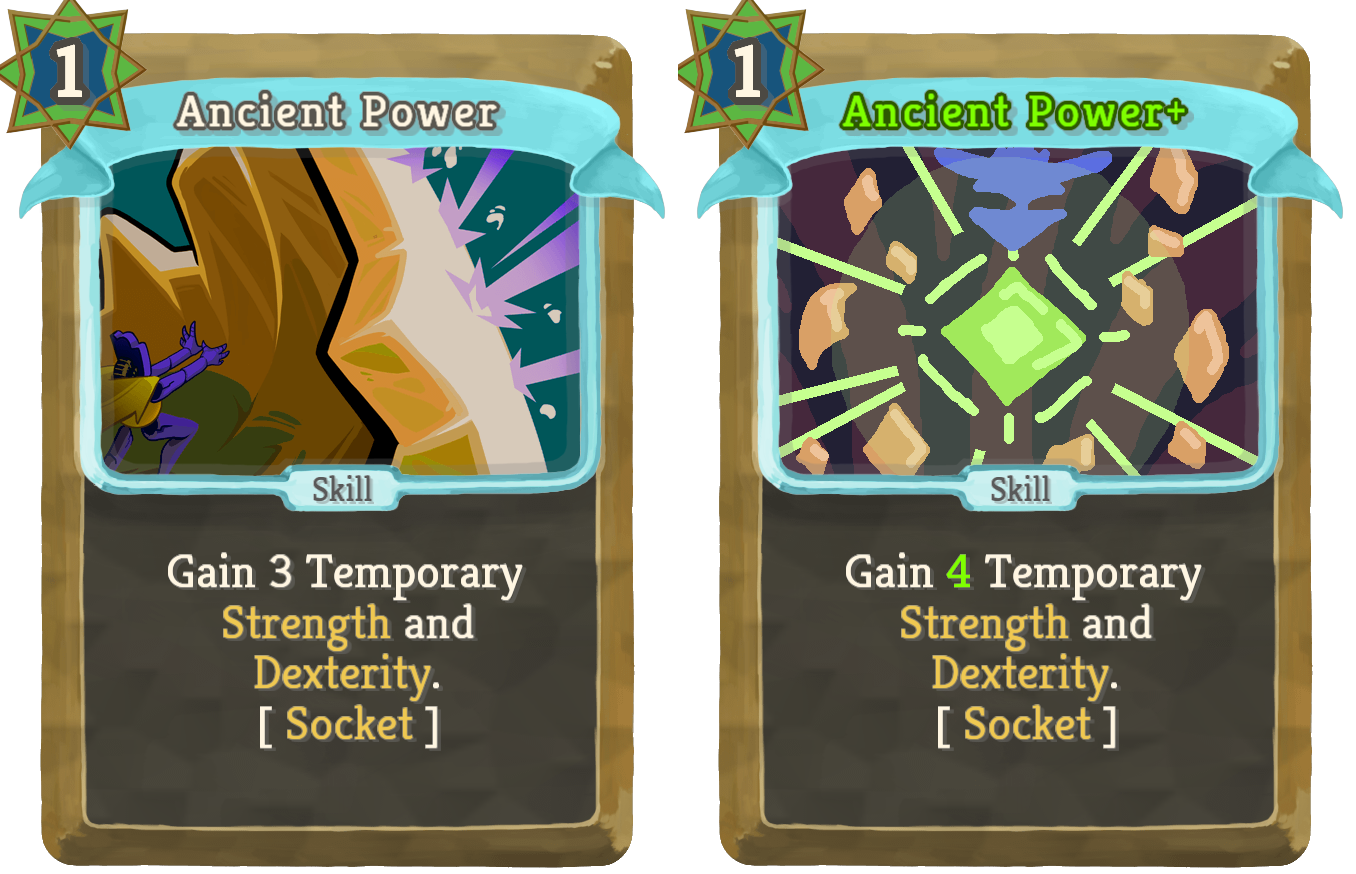 1
Ancient Power
Skill
Gain 3 Temporary
Strength and
Dexterity.
[ Socket ]
1
Ancient Power+
Skill
Gain 4 Temporary
Strength and
Dexterity.
[ Socket ]